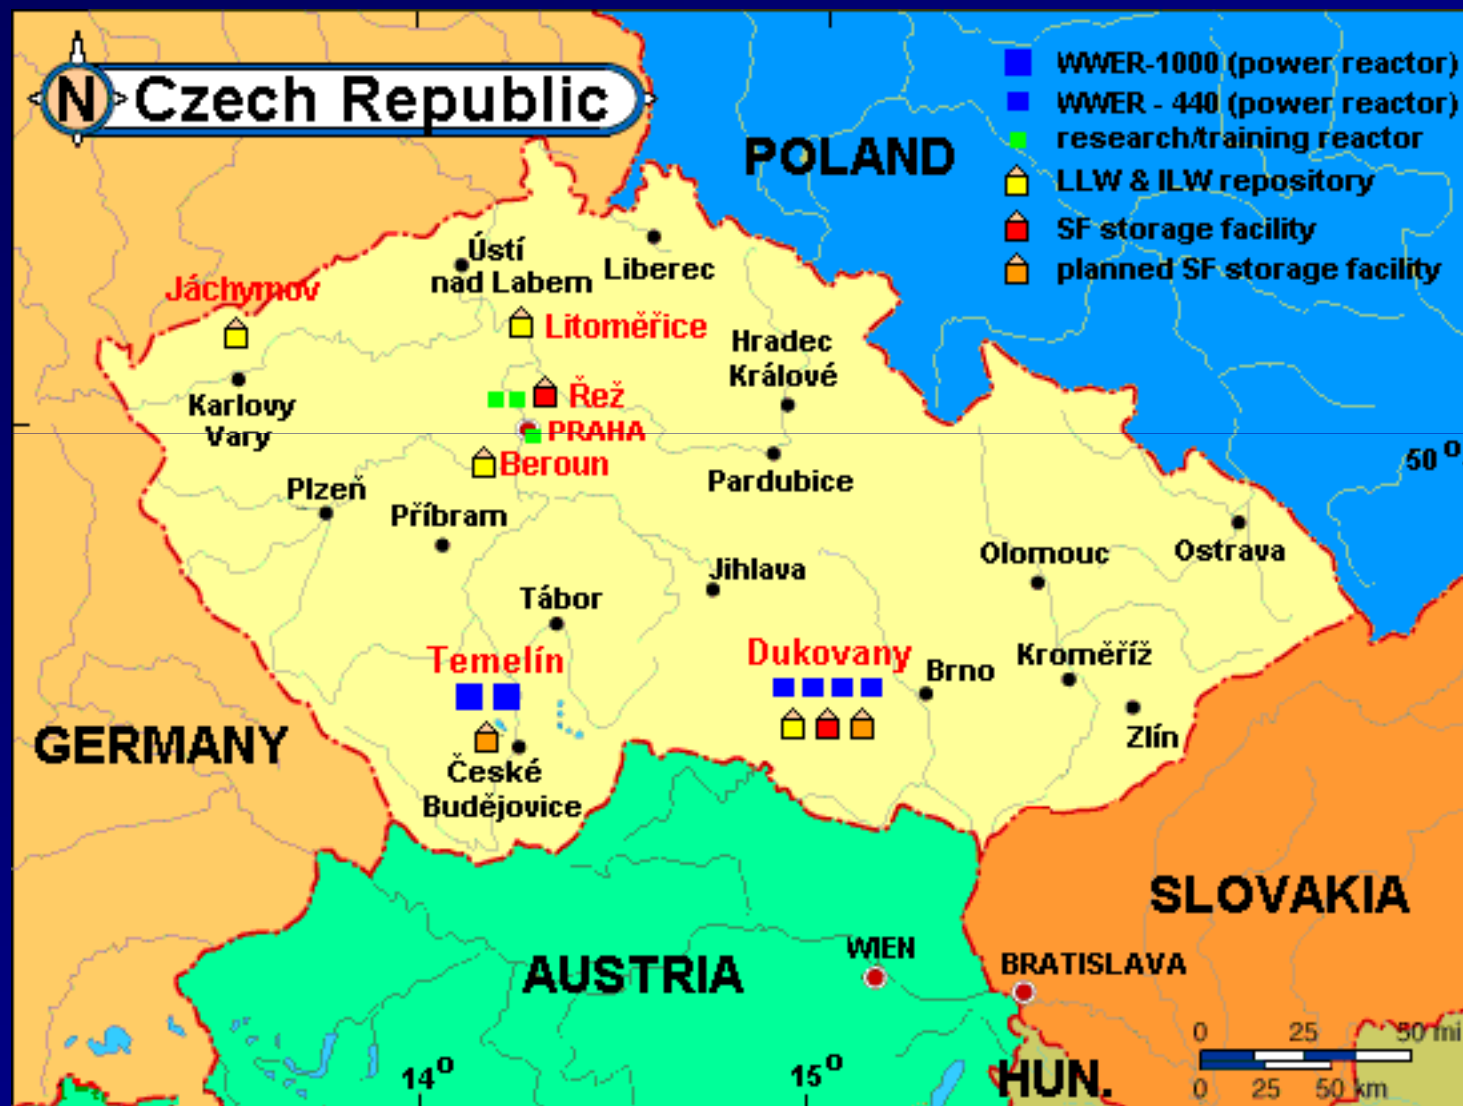 N
Czech Republic
WWER-1000 (power reactor)
WWER - 440 (power reactor)
research/training reactor
LLW & ILW repository
SF storage facility
planned SF storage facility
POLAND
Ústí
nad Labem
Liberec
Jáchymov
Litoměřice
Hradec
Králové
Karlovy
Vary
Řež
PRAHA
Beroun
50 o
Pardubice
Plzeň
Příbram
Jihlava
Olomouc
Ostrava
Tábor
Temelín
Dukovany
Brno
Kroměříž
Zlín
GERMANY
České
Budějovice
SLOVAKIA
AUSTRIA
WIEN
BRATISLAVA
14 o
15 o
HUN.
0 25 50 mi
0 25 50 km